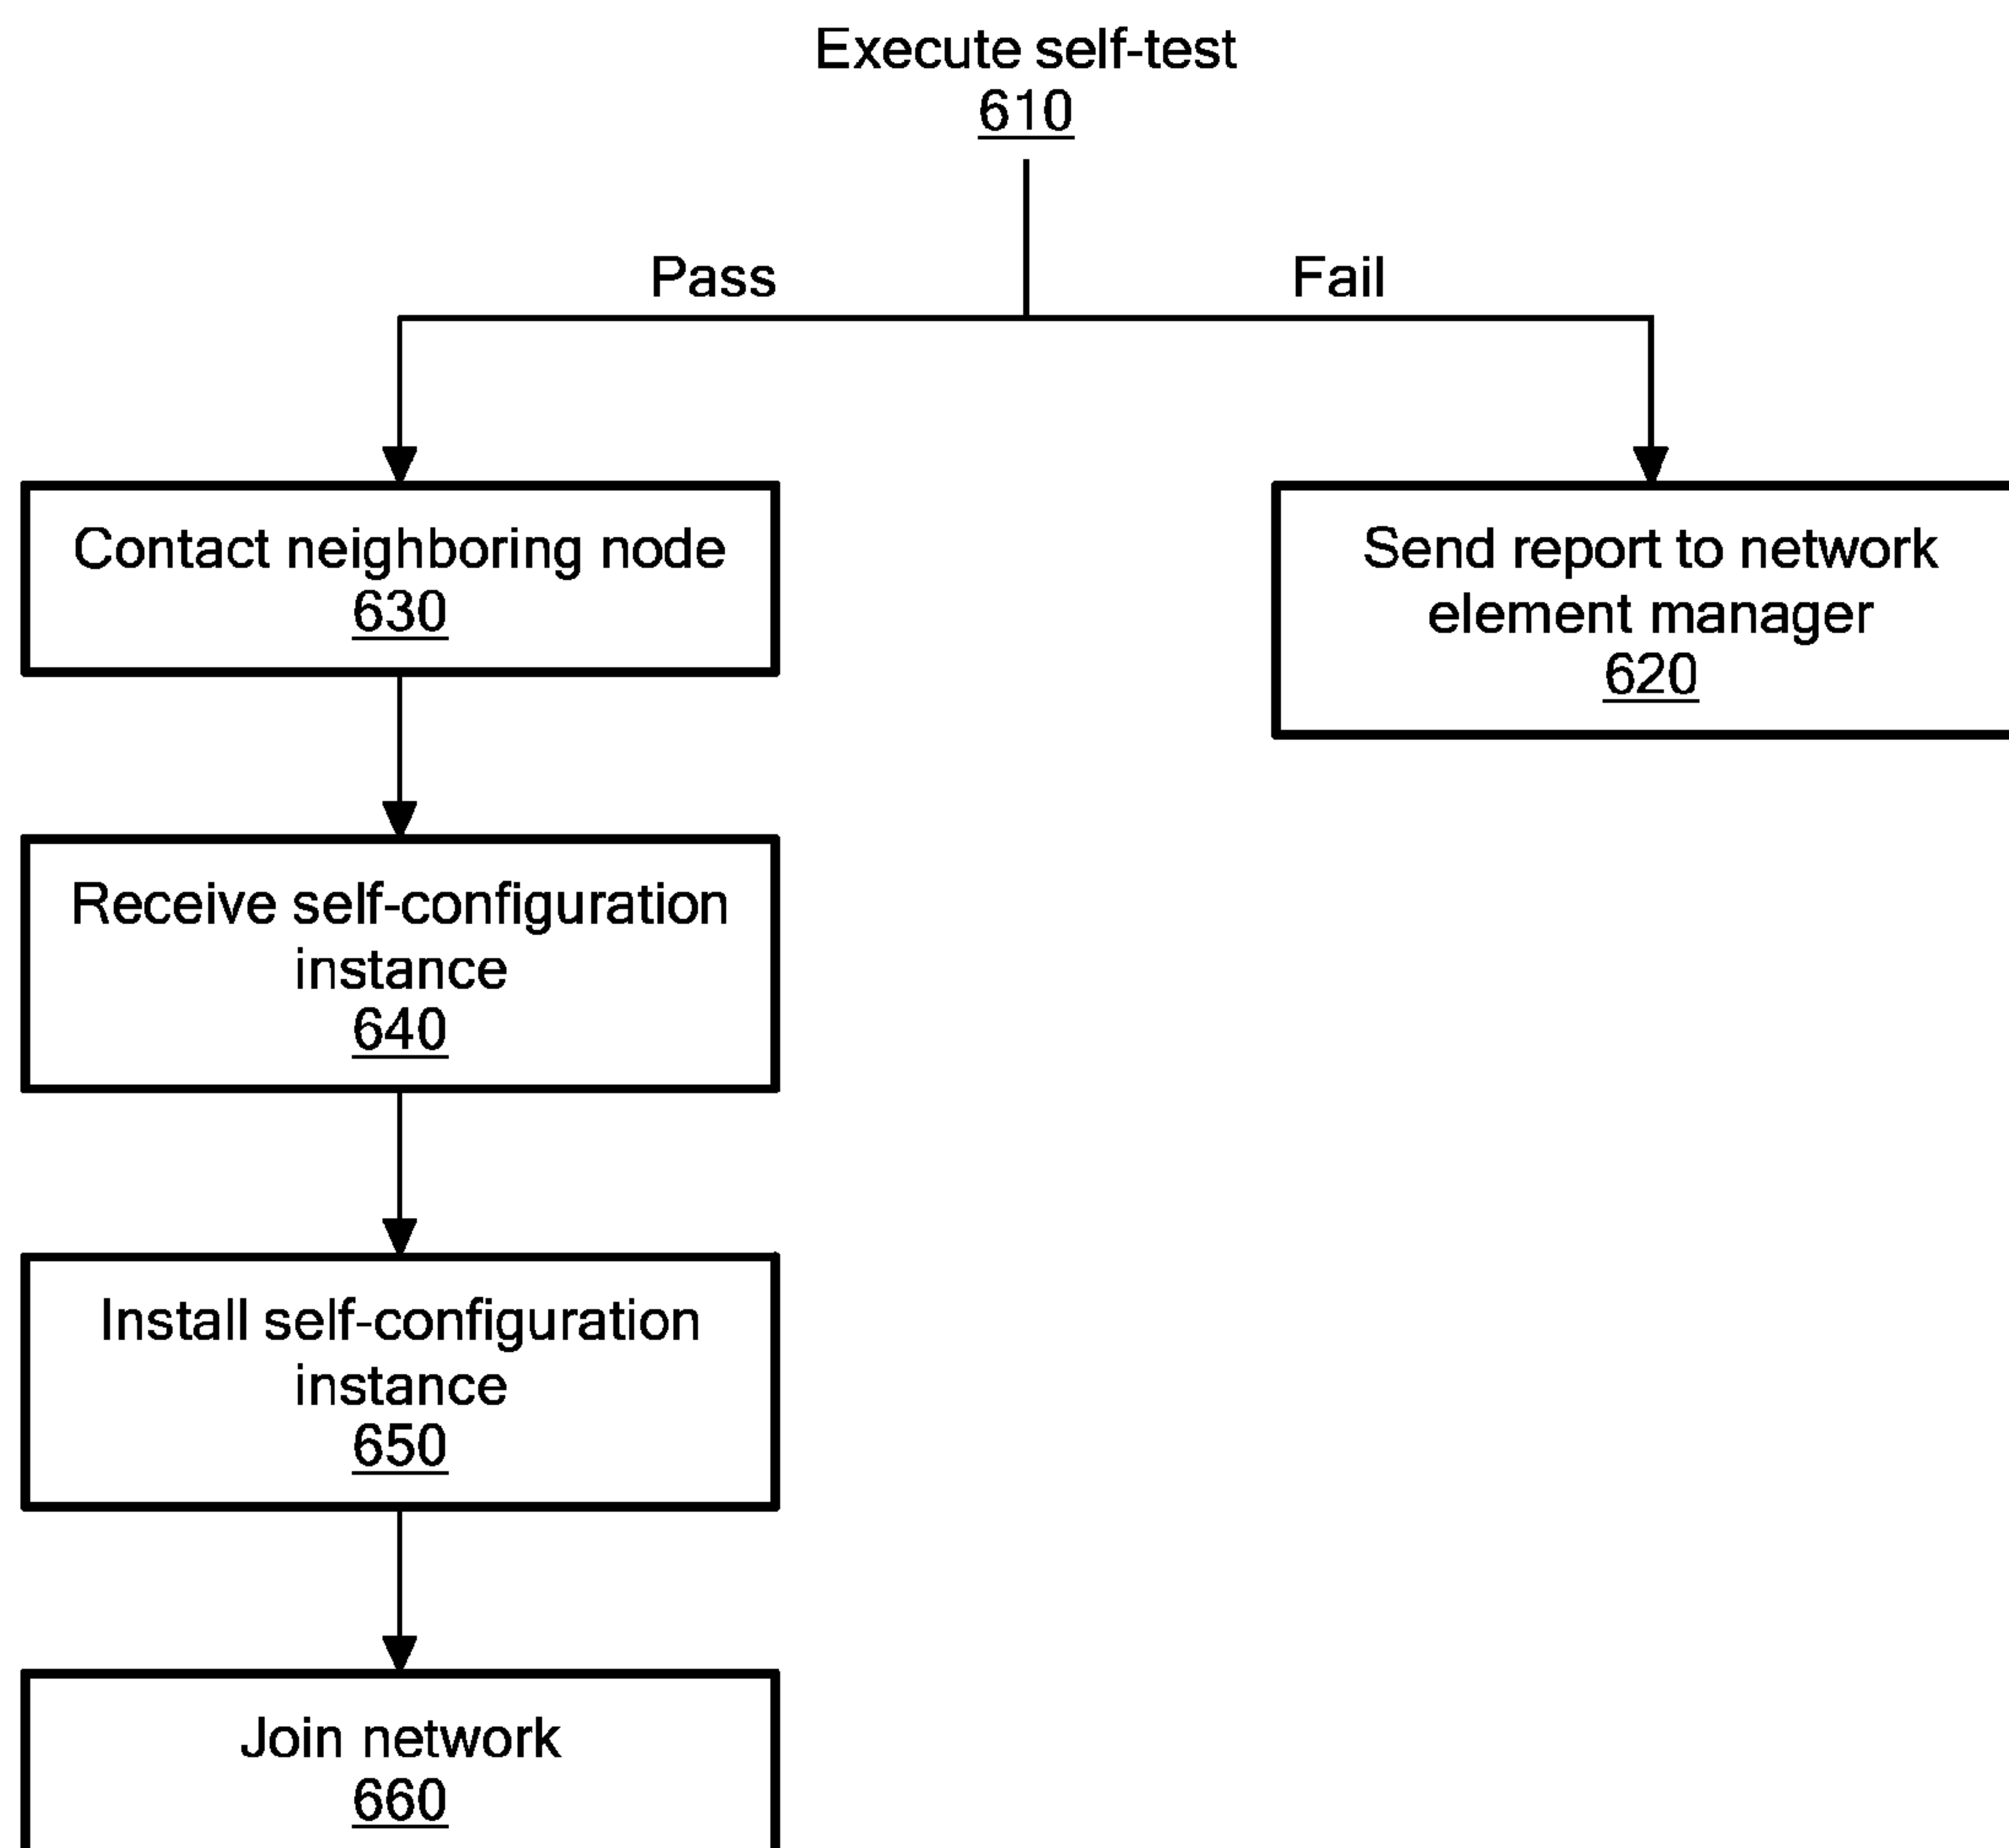 Execute self-test
610
Pass
Fail
Contact neighboring node
630
Send report to network
element manager
620
Receive self-configuration
instance
640
Install self-configuration
instance
650
Join network
660